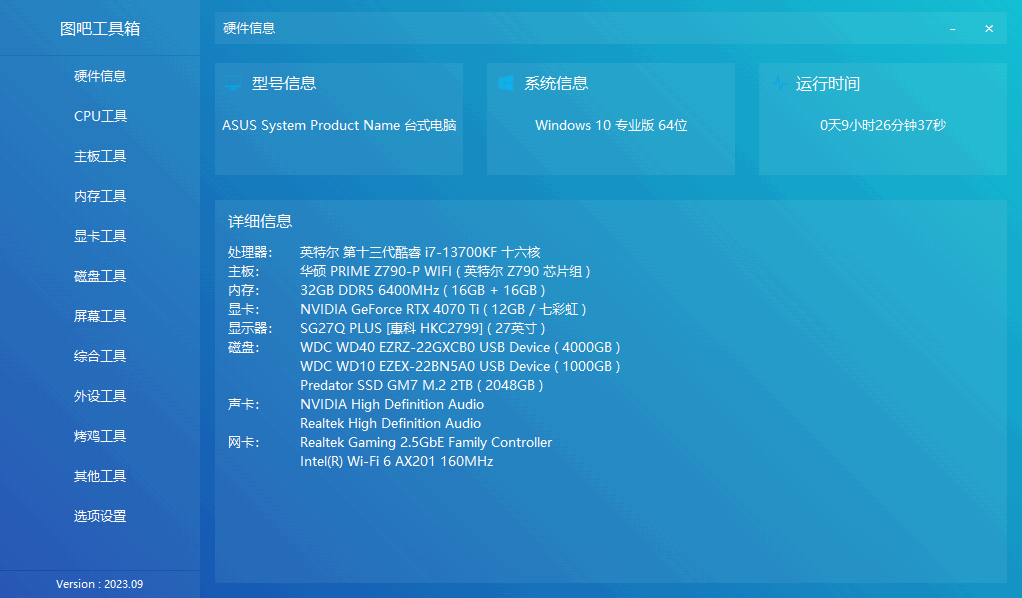 图吧工具箱
硬件信息
CPU工具
主板工具
内存工具
显卡工具
磁盘工具
屏幕工具
综合工具
外设工具
烤鸡工具
其他工具
选项设置
Version : 2023.09
硬件信息
型号信息
ASUS System Product Name 台式电脑
系统信息
Windows 10 专业版 64位
运行时间
0天9小时26分钟37秒
详细信息
处理器: 英特尔 第十三代酷睿 i7-13700KF 十六核
主板: 华硕 PRIME Z790-P WIFI ( 英特尔 Z790 芯片组 )
内存: 32GB DDR5 6400MHz ( 16GB + 16GB )
显卡: NVIDIA GeForce RTX 4070 Ti ( 12GB / 七彩虹 )
显示器: SG27Q PLUS [惠科 HKC2799] ( 27英寸 )
磁盘: WDC WD40 EZRZ-22GXCB0 USB Device ( 4000GB )
WDC WD10 EZEX-22BN5A0 USB Device ( 1000GB )
Predator SSD GM7 M.2 2TB ( 2048GB )
声卡: NVIDIA High Definition Audio
Realtek High Definition Audio
网卡: Realtek Gaming 2.5GbE Family Controller
Intel(R) Wi-Fi 6 AX201 160MHz